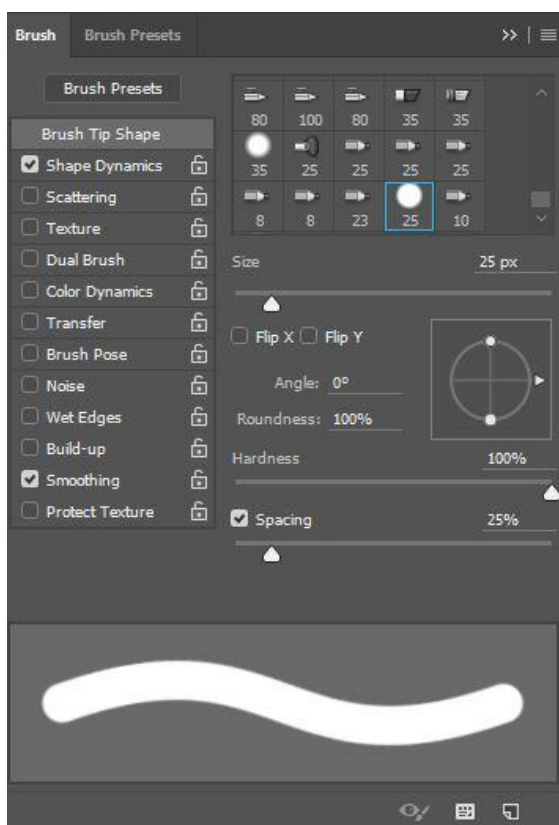 Brush Brush Presets
Brush Presets
Brush Tip Shape
Shape Dynamics
Scattering
Texture
Dual Brush
Color Dynamics
Transfer
Brush Pose
Noise
Wet Edges
Build-up
Smoothing
Protect Texture
80 100 80 35 35
35 25 25 25 25
8 8 23 25 10
Size 25 px
Flip X Flip Y
Angle: 0º
Roundness: 100%
Hardness 100%
Spacing 25%